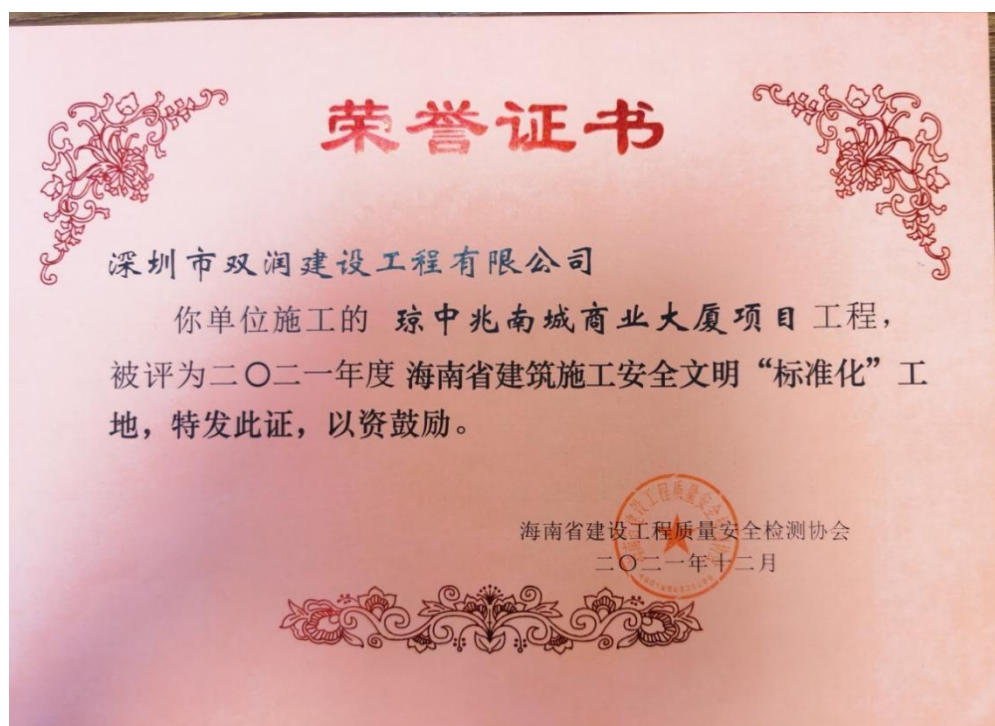 荣誉证书
深圳市双润建设工程有限公司
你单位施工的 琼中兆南城商业大厦项目 工程，
被评为二〇二一年度 海南省建筑施工安全文明“标准化”工
地，特发此证，以资鼓励。
海南省建设工程质量安全检测协会
二〇二一年十二月